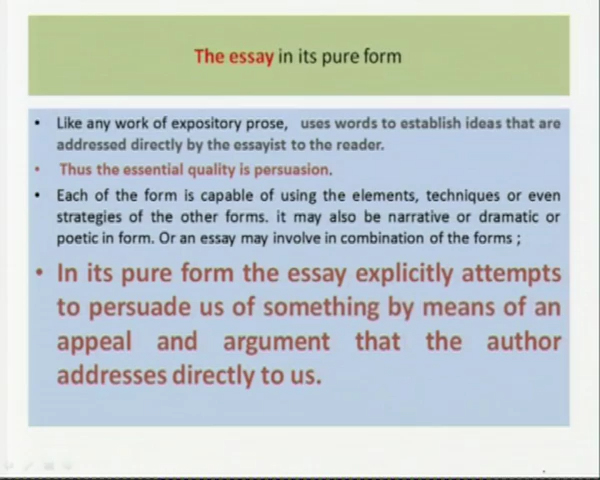 The essay in its pure form
• Like any work of expository prose, uses words to establish ideas that are
addressed directly by the essayist to the reader.
• Thus the essential quality is persuasion.
• Each of the form is capable of using the elements, techniques or even
strategies of the other forms. it may also be narrative or dramatic or
poetic in form. Or an essay may involve in combination of the forms ;
• In its pure form the essay explicitly attempts
to persuade us of something by means of an
appeal and argument that the author
addresses directly to us.